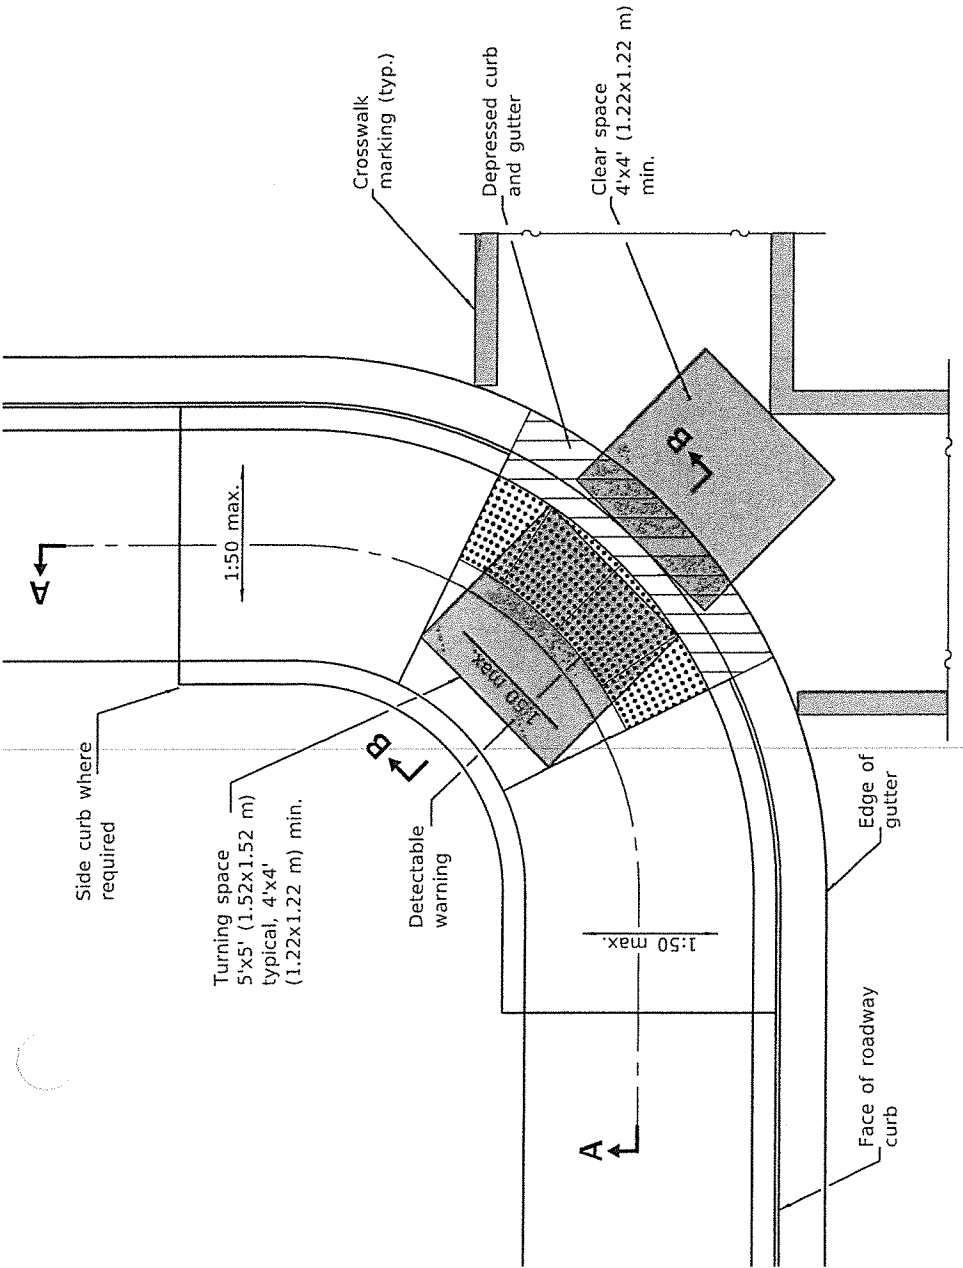 Crosswalk
marking (typ.)
Depressed curb
and gutter
Clear space
4'x4' (1.22x1.22 m)
min.
A
1:50 max.
B
1:50 max.
B
Side curb where
required
Turning space
5'x5' (1.52x1.52 m)
typical, 4'x4'
(1.22x1.22 m) min.
Detectable
warning
1:50 max.
Edge of
gutter
A
Face of roadway
curb